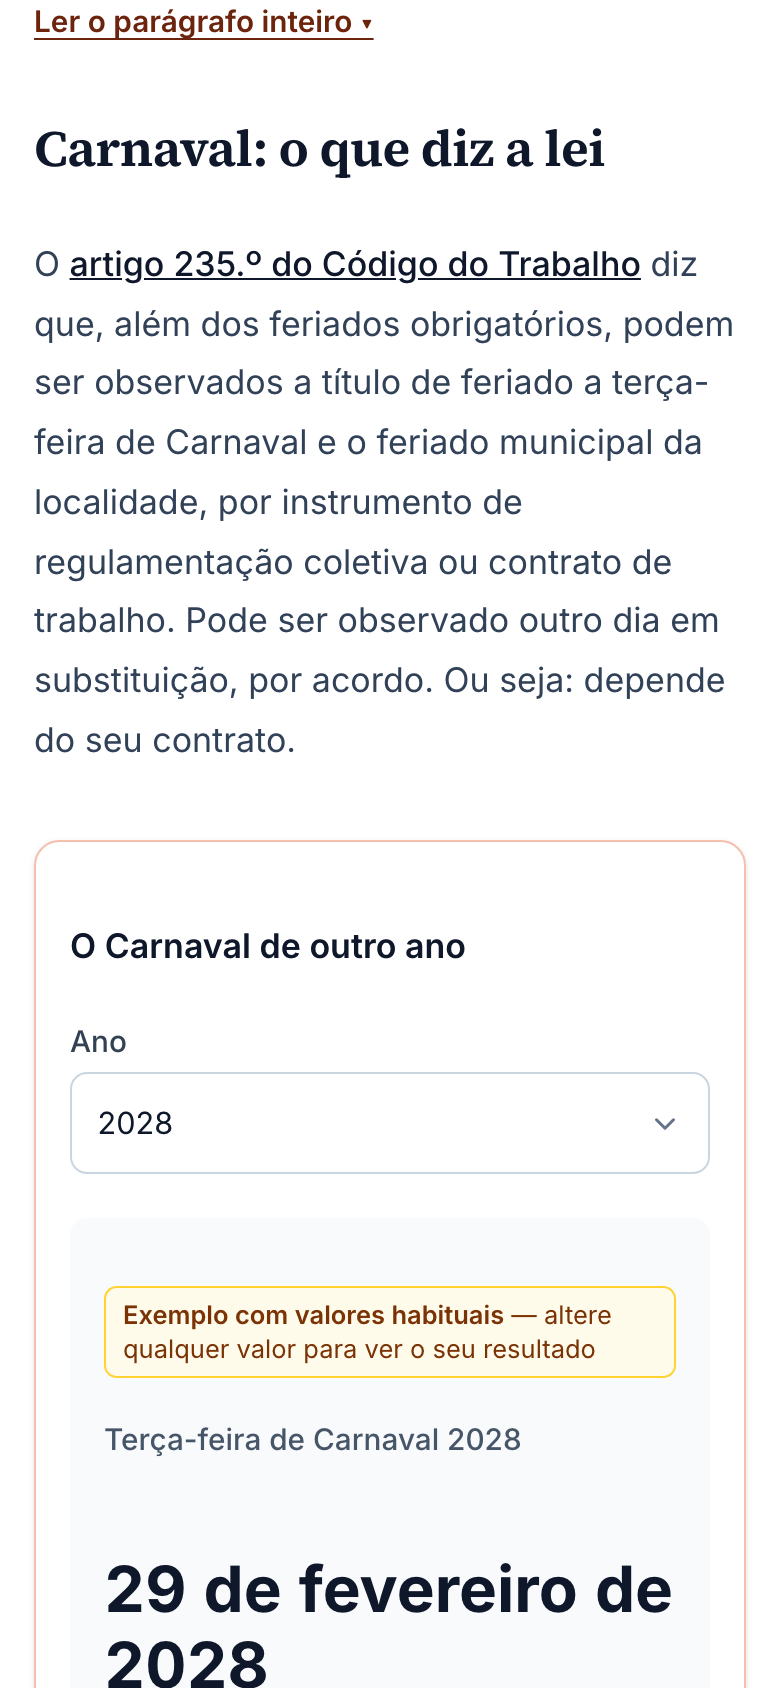 Ler o parágrafo inteiro ▾
Carnaval: o que diz a lei
O artigo 235.º do Código do Trabalho diz
que, além dos feriados obrigatórios, podem
ser observados a título de feriado a terça-
feira de Carnaval e o feriado municipal da
localidade, por instrumento de
regulamentação coletiva ou contrato de
trabalho. Pode ser observado outro dia em
substituição, por acordo. Ou seja: depende
do seu contrato.
O Carnaval de outro ano
Ano
2028
Exemplo com valores habituais — altere
qualquer valor para ver o seu resultado
Terça-feira de Carnaval 2028
29 de fevereiro de
2028